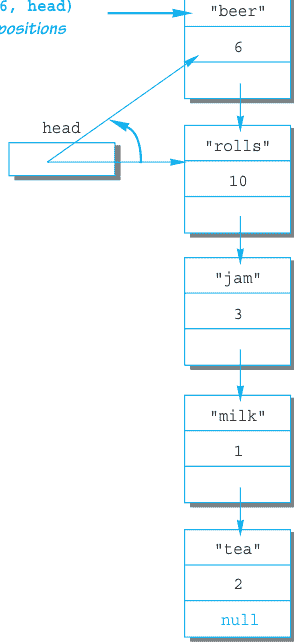 6, head)
positions
"beer"
6
head
"rolls"
10
"jam"
3
"milk"
1
"tea"
2
null